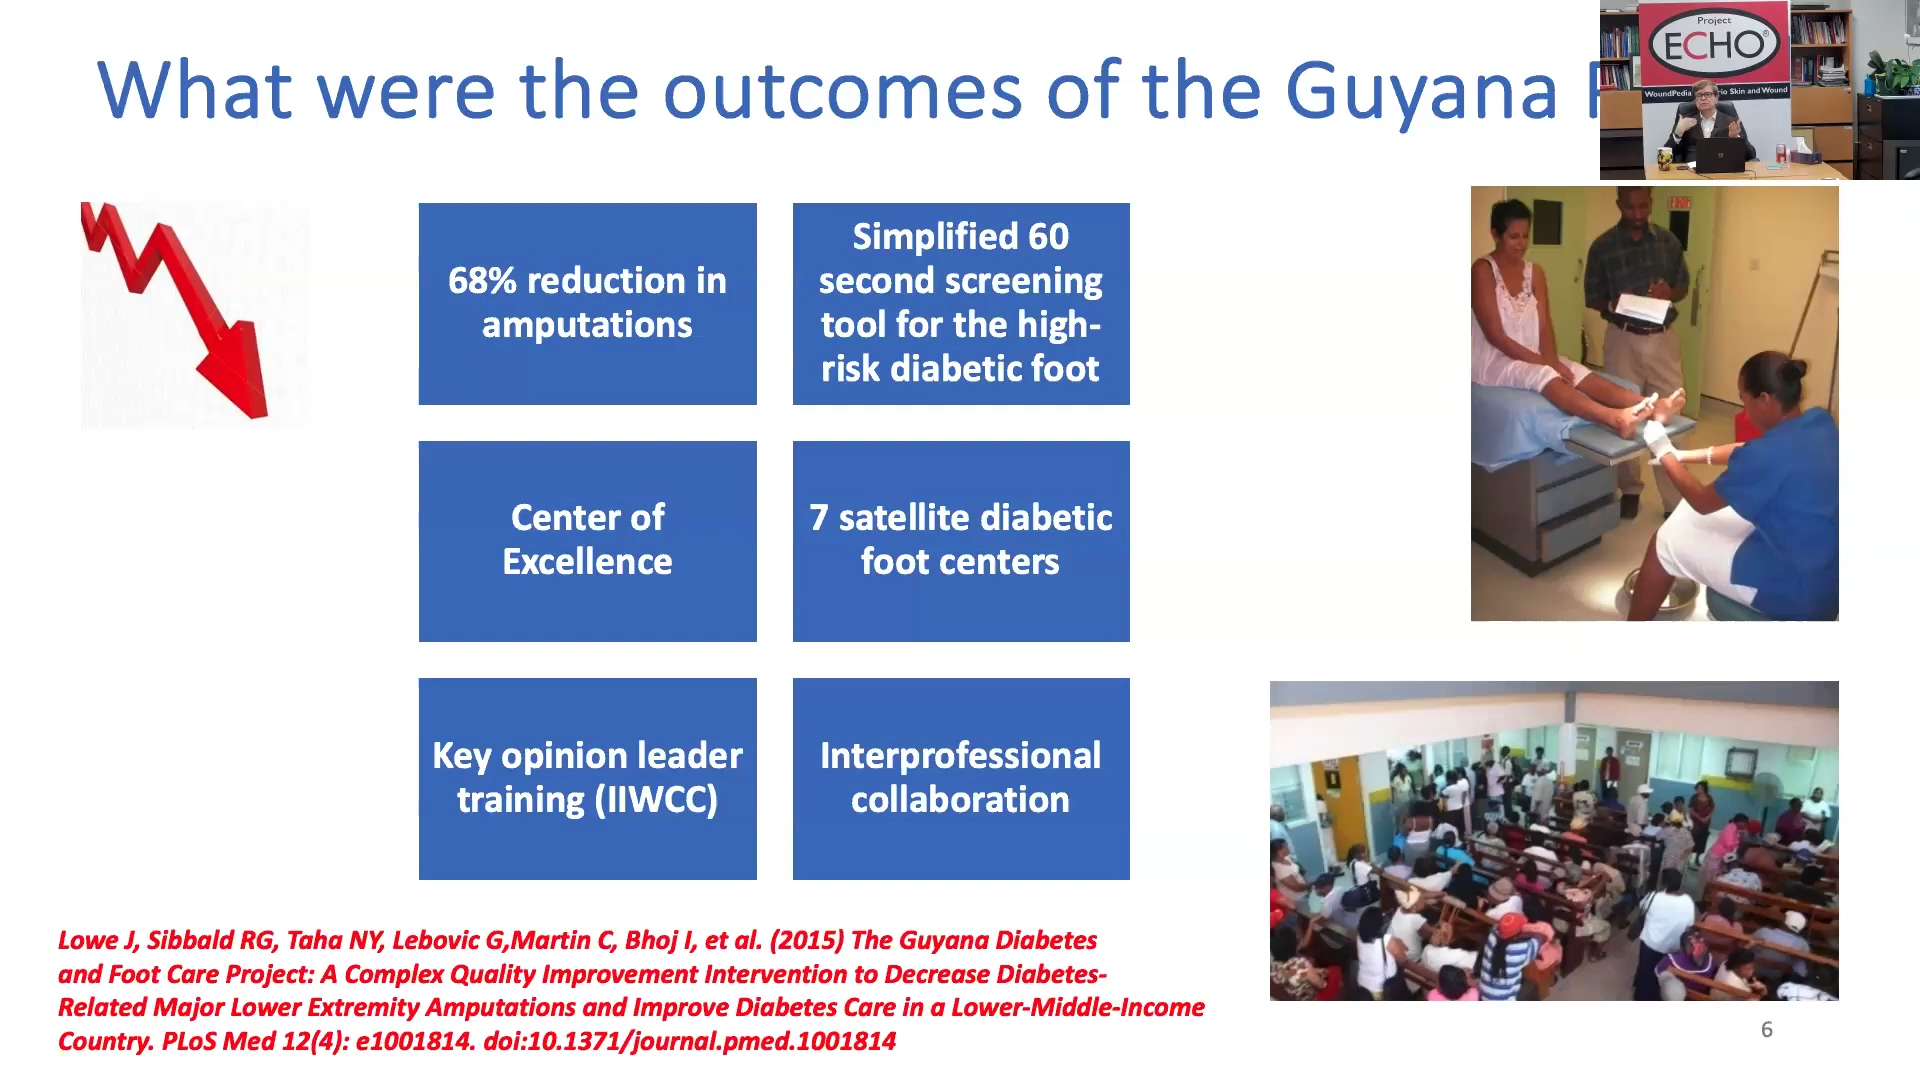 What were the outcomes of the Guyana
Project
ECHO®
WoundPedia
Skin and Wound
68% reduction in
amputations
Simplified 60
second screening
tool for the high-
risk diabetic foot
Center of
Excellence
7 satellite diabetic
foot centers
Key opinion leader
training (IIWCC)
Interprofessional
collaboration
Lowe J, Sibbald RG, Taha NY, Lebovic G,Martin C, Bhoj I, et al. (2015) The Guyana Diabetes
and Foot Care Project: A Complex Quality Improvement Intervention to Decrease Diabetes-
Related Major Lower Extremity Amputations and Improve Diabetes Care in a Lower-Middle-Income
Country. PLoS Med 12(4): e1001814. doi:10.1371/journal.pmed.1001814
6